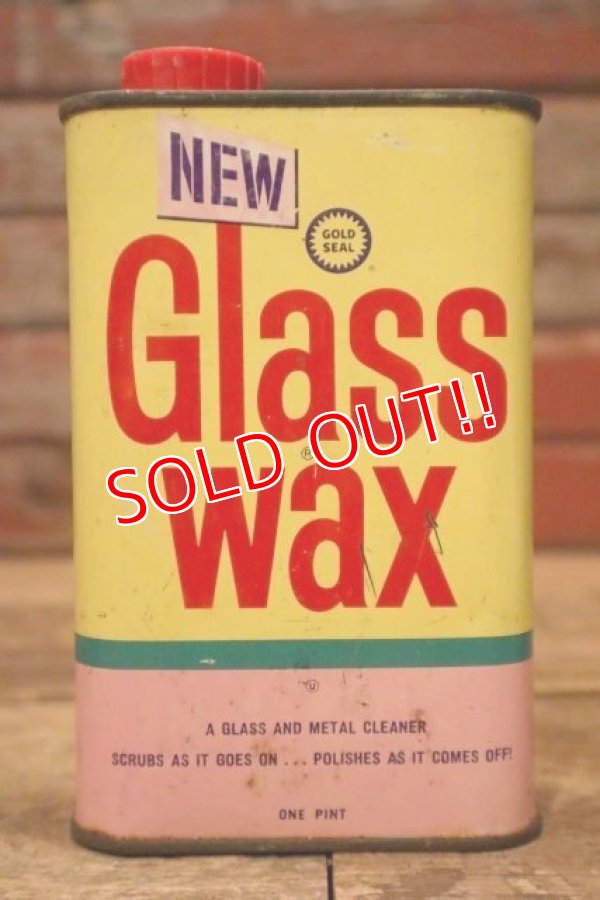 NEW
GOLD
SEAL
Glass
®
wax
SOLD OUT!!
A GLASS AND METAL CLEANER
SCRUBS AS IT GOES ON ... POLISHES AS IT COMES OFF!
ONE PINT